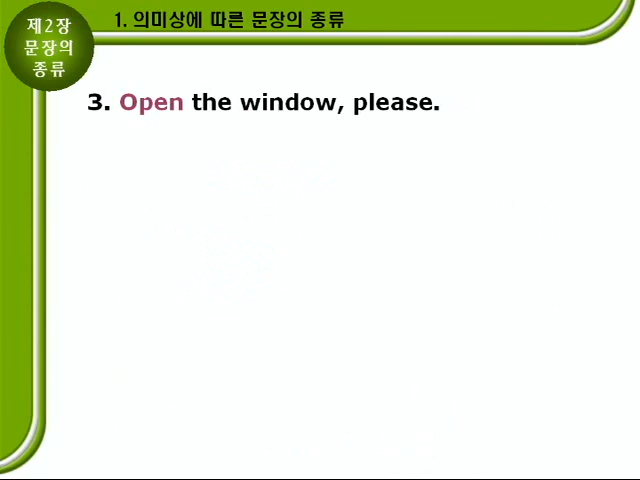 제2장
문장의
종류
1. 의미상에 따른 문장의 종류
3. Open the window, please.